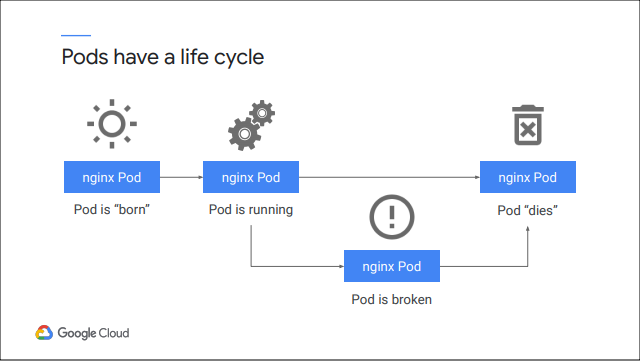 Pods have a life cycle
nginx Pod
nginx Pod
nginx Pod
Pod is “born”
Pod is running
Pod “dies”
nginx Pod
Pod is broken
Google Cloud